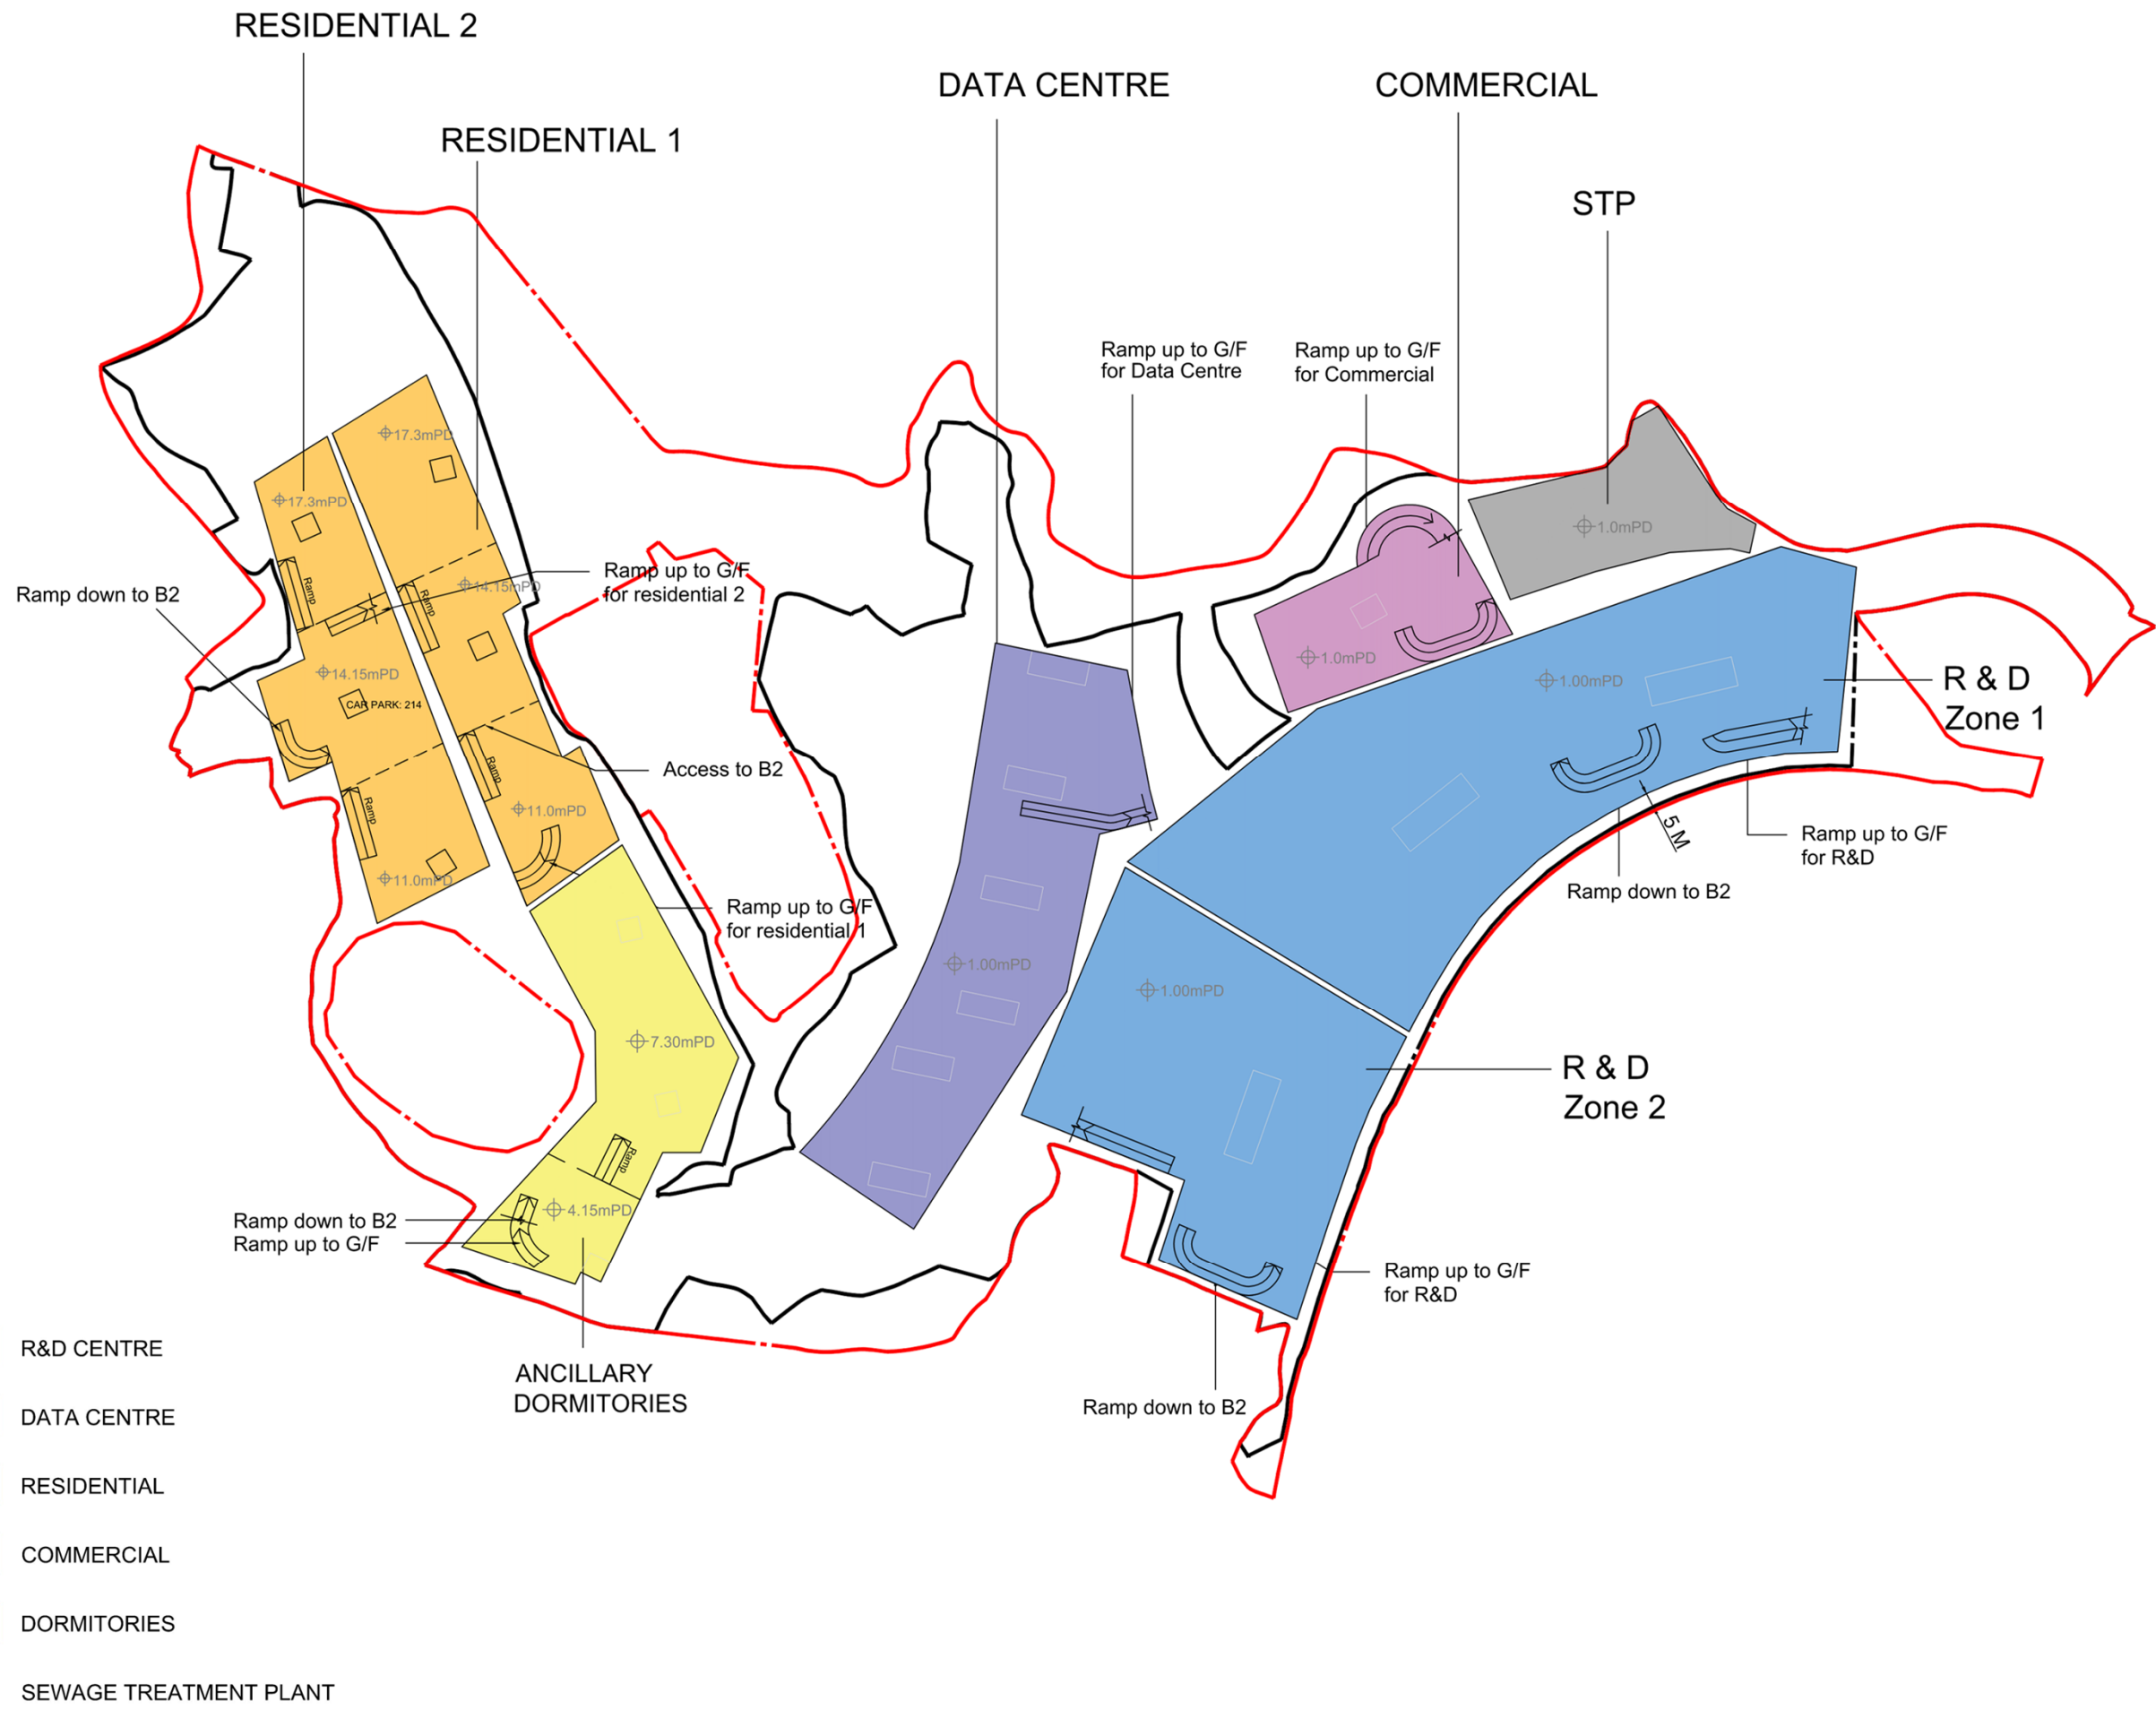 RESIDENTIAL 2
DATA CENTRE
COMMERCIAL
RESIDENTIAL 1
STP
Ramp up to G/F
for Data Centre
Ramp up to G/F
for Commercial
17.3mPD
17.3mPD
1.0mPD
Ramp up to G/F
for residential 2
14.15mPD
Ramp down to B2
Ramp
Ramp
1.0mPD
14.15mPD
1.00mPD
R & D
Zone 1
CAR PARK: 214
Access to B2
Ramp
Ramp
11.0mPD
5 M
Ramp up to G/F
for R&D
11.0mPD
Ramp down to B2
Ramp up to G/F
for residential 1
1.00mPD
1.00mPD
7.30mPD
R & D
Zone 2
Ramp
4.15mPD
Ramp down to B2
Ramp up to G/F
Ramp up to G/F
for R&D
R&D CENTRE
ANCILLARY
DORMITORIES
Ramp down to B2
DATA CENTRE
RESIDENTIAL
COMMERCIAL
DORMITORIES
SEWAGE TREATMENT PLANT